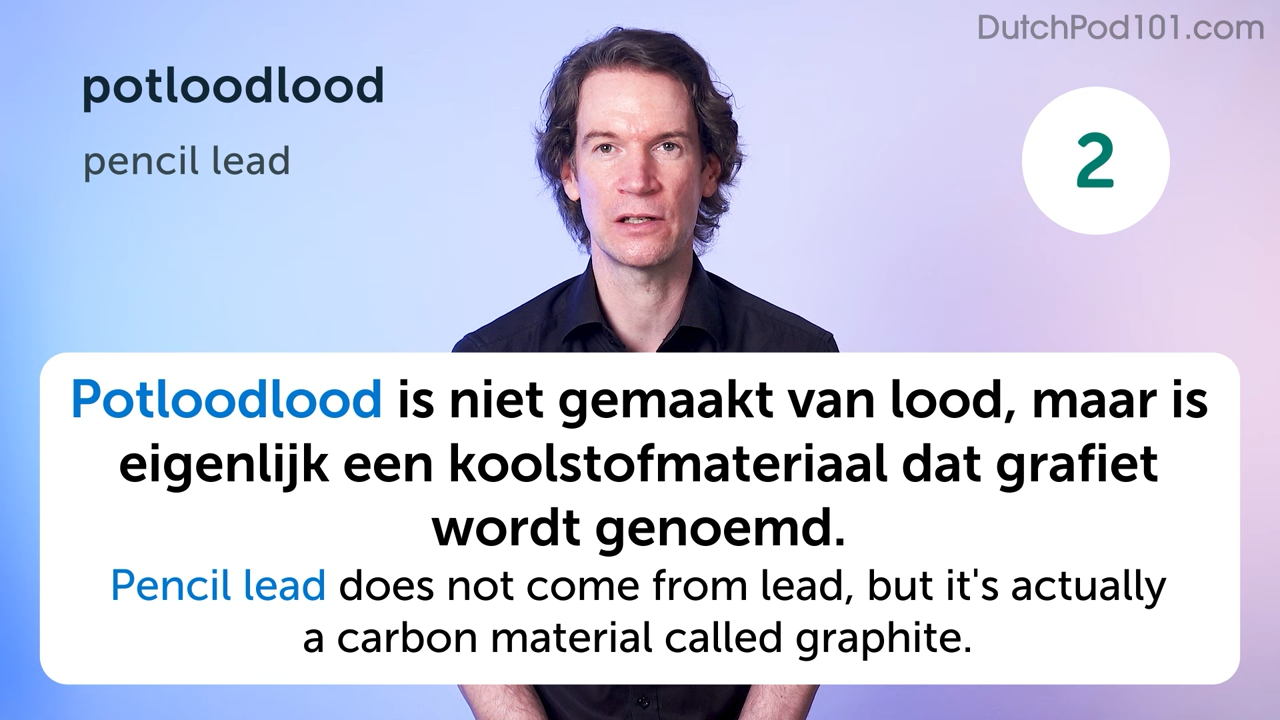 DutchPod101.com
potloodlood
pencil lead
2
Potloodlood is niet gemaakt van lood, maar is
eigenlijk een koolstofmateriaal dat grafiet
wordt genoemd.
Pencil lead does not come from lead, but it's actually
a carbon material called graphite.